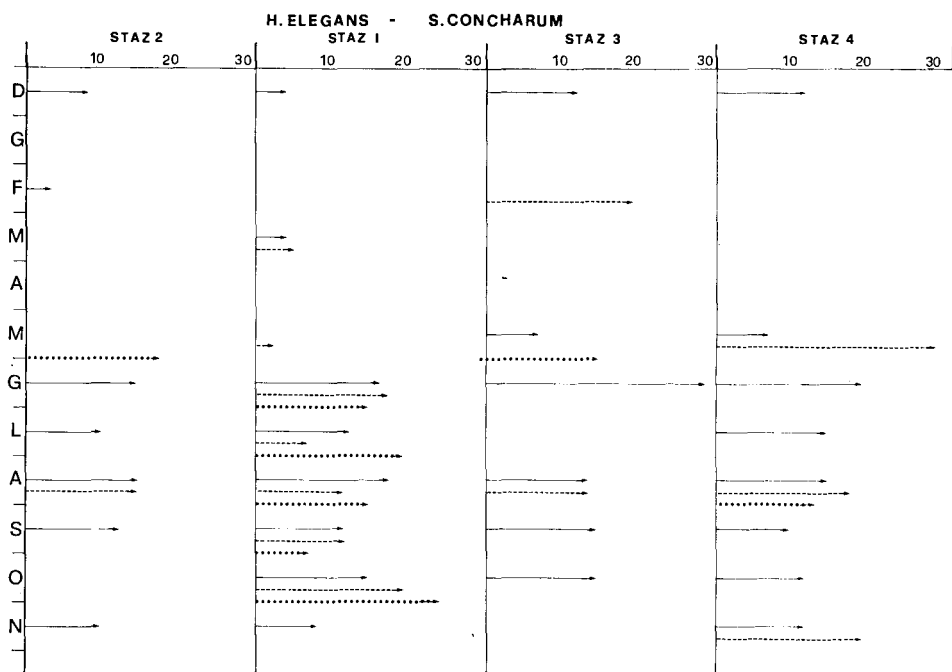 H. ELEGANS - S. CONCHARUM
STAZ 2 STAZ 1 STAZ 3 STAZ 4
10 20 30 10 20 30 10 20 30 10 20 30
D
G
F
M
A
M
G
L
A
S
O
N